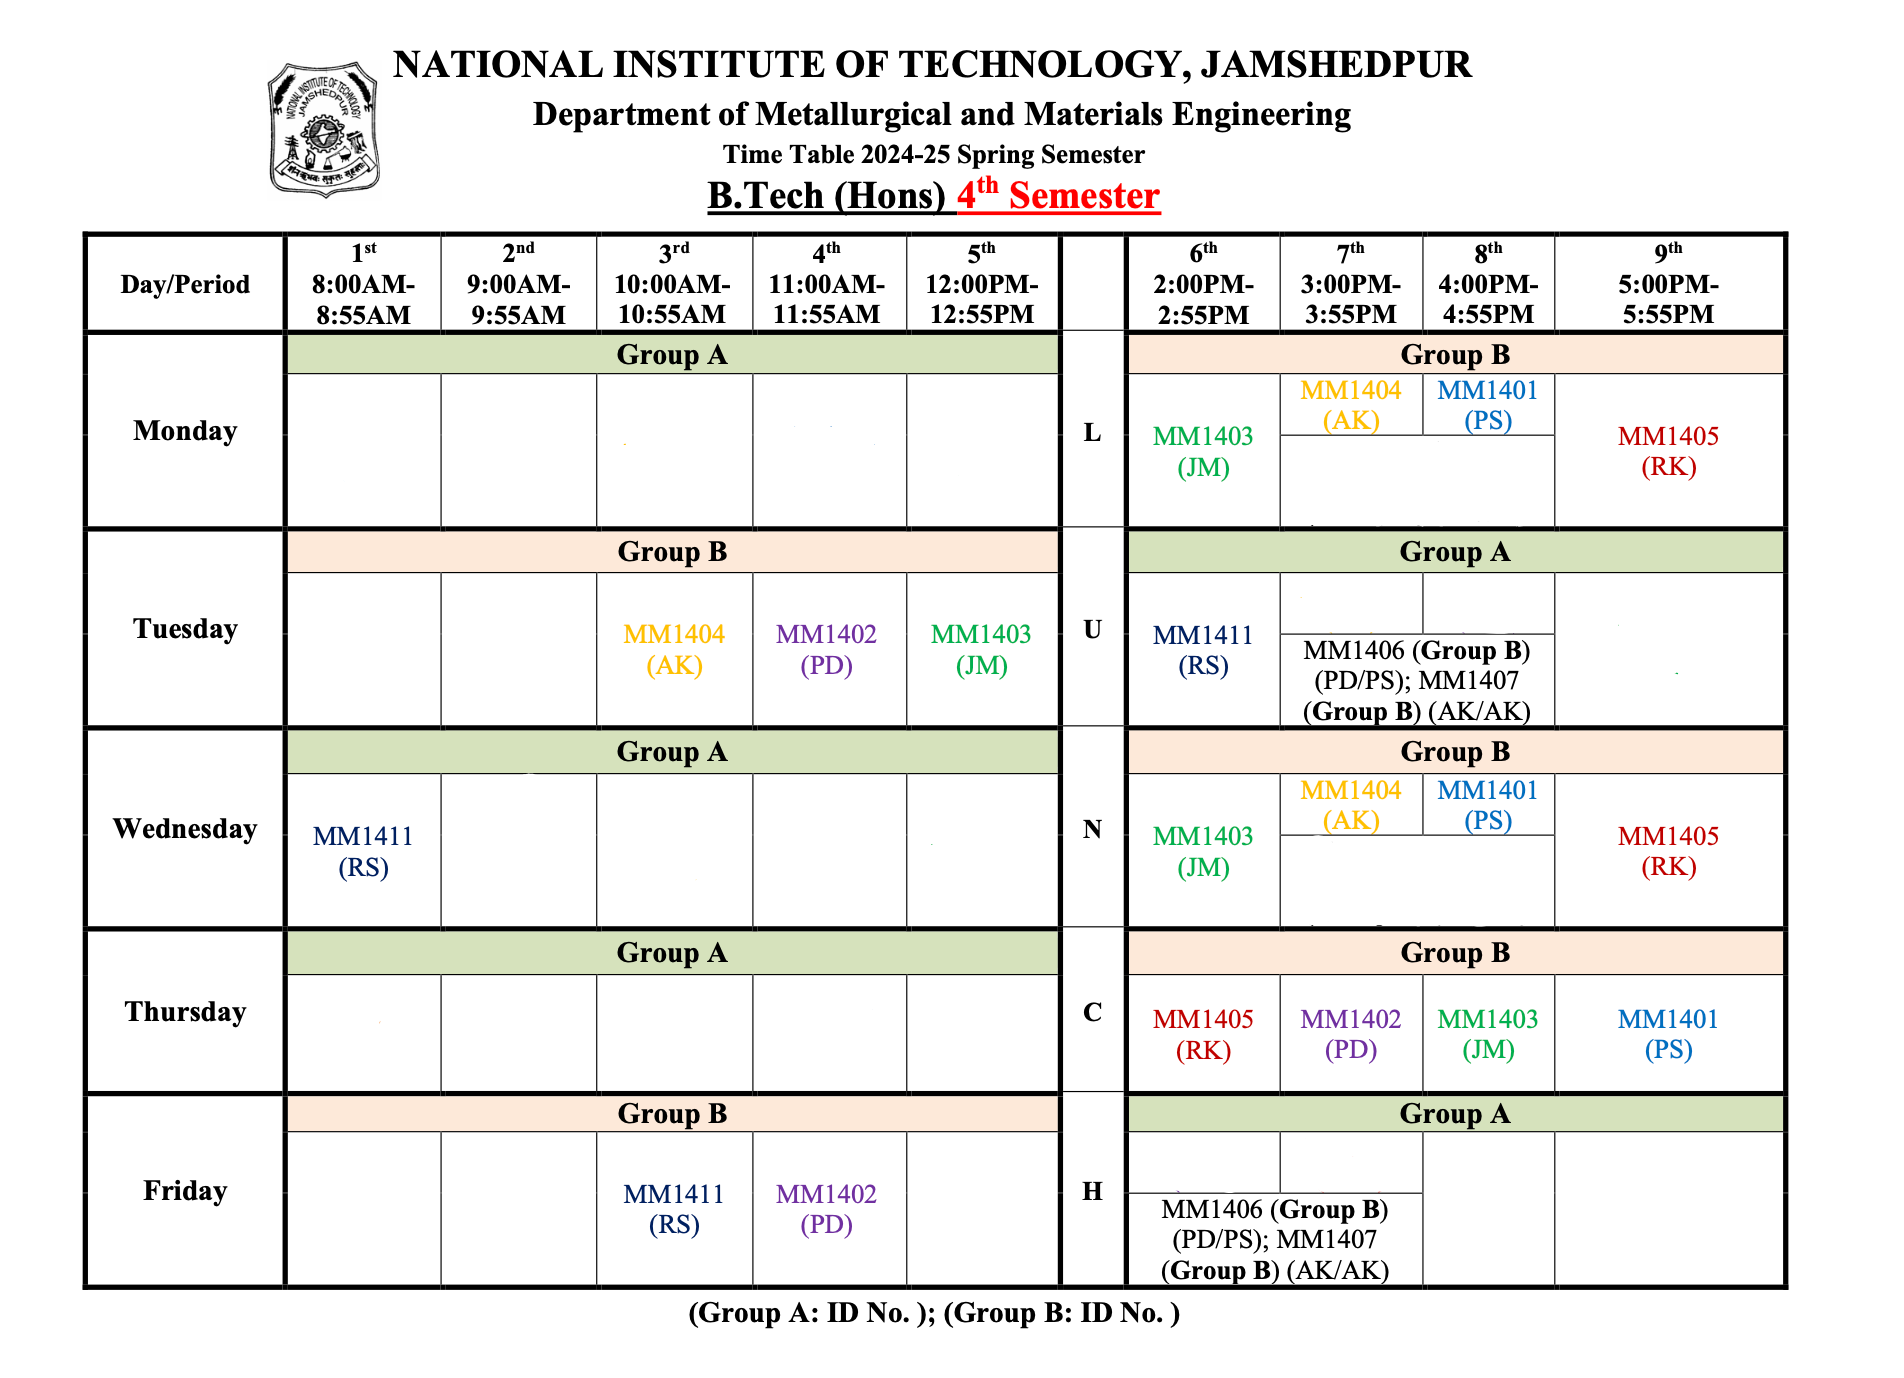 NATIONAL INSTITUTE OF TECHNOLOGY, JAMSHEDPUR
NATIONAL INSTITUTE OF TECHNOLOGY
JAMSHEDPUR
Department of Metallurgical and Materials Engineering
Time Table 2024-25 Spring Semester
B.Tech (Hons) 4th Semester
Day/Period
1st
8:00AM-
8:55AM
2nd
9:00AM-
9:55AM
3rd
10:00AM-
10:55AM
4th
11:00AM-
11:55AM
5th
12:00PM-
12:55PM
6th
2:00PM-
2:55PM
7th
3:00PM-
3:55PM
8th
4:00PM-
4:55PM
9th
5:00PM-
5:55PM
Monday
Group A
L
Group B
MM1403
(JM)
MM1404
(AK)
MM1401
(PS)
MM1405
(RK)
Tuesday
Group B
MM1404
(AK)
MM1402
(PD)
MM1403
(JM)
U
Group A
MM1411
(RS)
MM1406 (Group B)
(PD/PS); MM1407
(Group B) (AK/AK)
Wednesday
Group A
MM1411
(RS)
N
Group B
MM1403
(JM)
MM1404
(AK)
MM1401
(PS)
MM1405
(RK)
Thursday
Group A
C
Group B
MM1405
(RK)
MM1402
(PD)
MM1403
(JM)
MM1401
(PS)
Friday
Group B
MM1411
(RS)
MM1402
(PD)
H
Group A
MM1406 (Group B)
(PD/PS); MM1407
(Group B) (AK/AK)
(Group A: ID No. ); (Group B: ID No. )